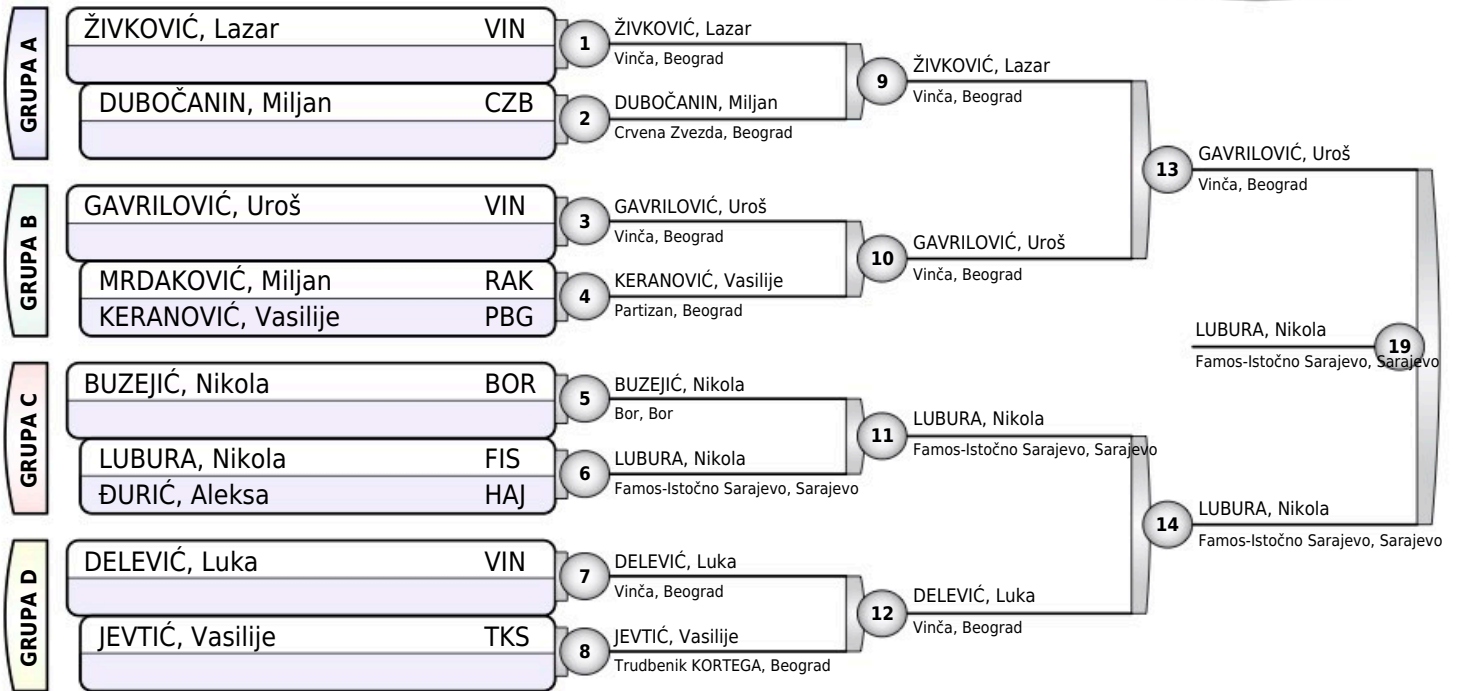 GRUPA A
ŽIVKOVIĆ, Lazar VIN
DUBOČANIN, Miljan CZB
GRUPA B
GAVRILOVIĆ, Uroš VIN
MRDAKOVIĆ, Miljan RAK
KERANOVIĆ, Vasilije PBG
GRUPA C
BUZEJIĆ, Nikola BOR
LUBURA, Nikola FIS
ĐURIĆ, Aleksa HAJ
GRUPA D
DELEVIĆ, Luka VIN
JEVTIĆ, Vasilije TKS
1
ŽIVKOVIĆ, Lazar
Vinča, Beograd
2
DUBOČANIN, Miljan
Crvena Zvezda, Beograd
3
GAVRILOVIĆ, Uroš
Vinča, Beograd
4
KERANOVIĆ, Vasilije
Partizan, Beograd
5
BUZEJIĆ, Nikola
Bor, Bor
6
LUBURA, Nikola
Famos-Istočno Sarajevo, Sarajevo
7
DELEVIĆ, Luka
Vinča, Beograd
8
JEVTIĆ, Vasilije
Trudbenik KORTEGA, Beograd
9
ŽIVKOVIĆ, Lazar
Vinča, Beograd
10
GAVRILOVIĆ, Uroš
Vinča, Beograd
11
LUBURA, Nikola
Famos-Istočno Sarajevo, Sarajevo
12
DELEVIĆ, Luka
Vinča, Beograd
13
GAVRILOVIĆ, Uroš
Vinča, Beograd
14
LUBURA, Nikola
Famos-Istočno Sarajevo, Sarajevo
LUBURA, Nikola
19
Famos-Istočno Sarajevo, Sarajevo